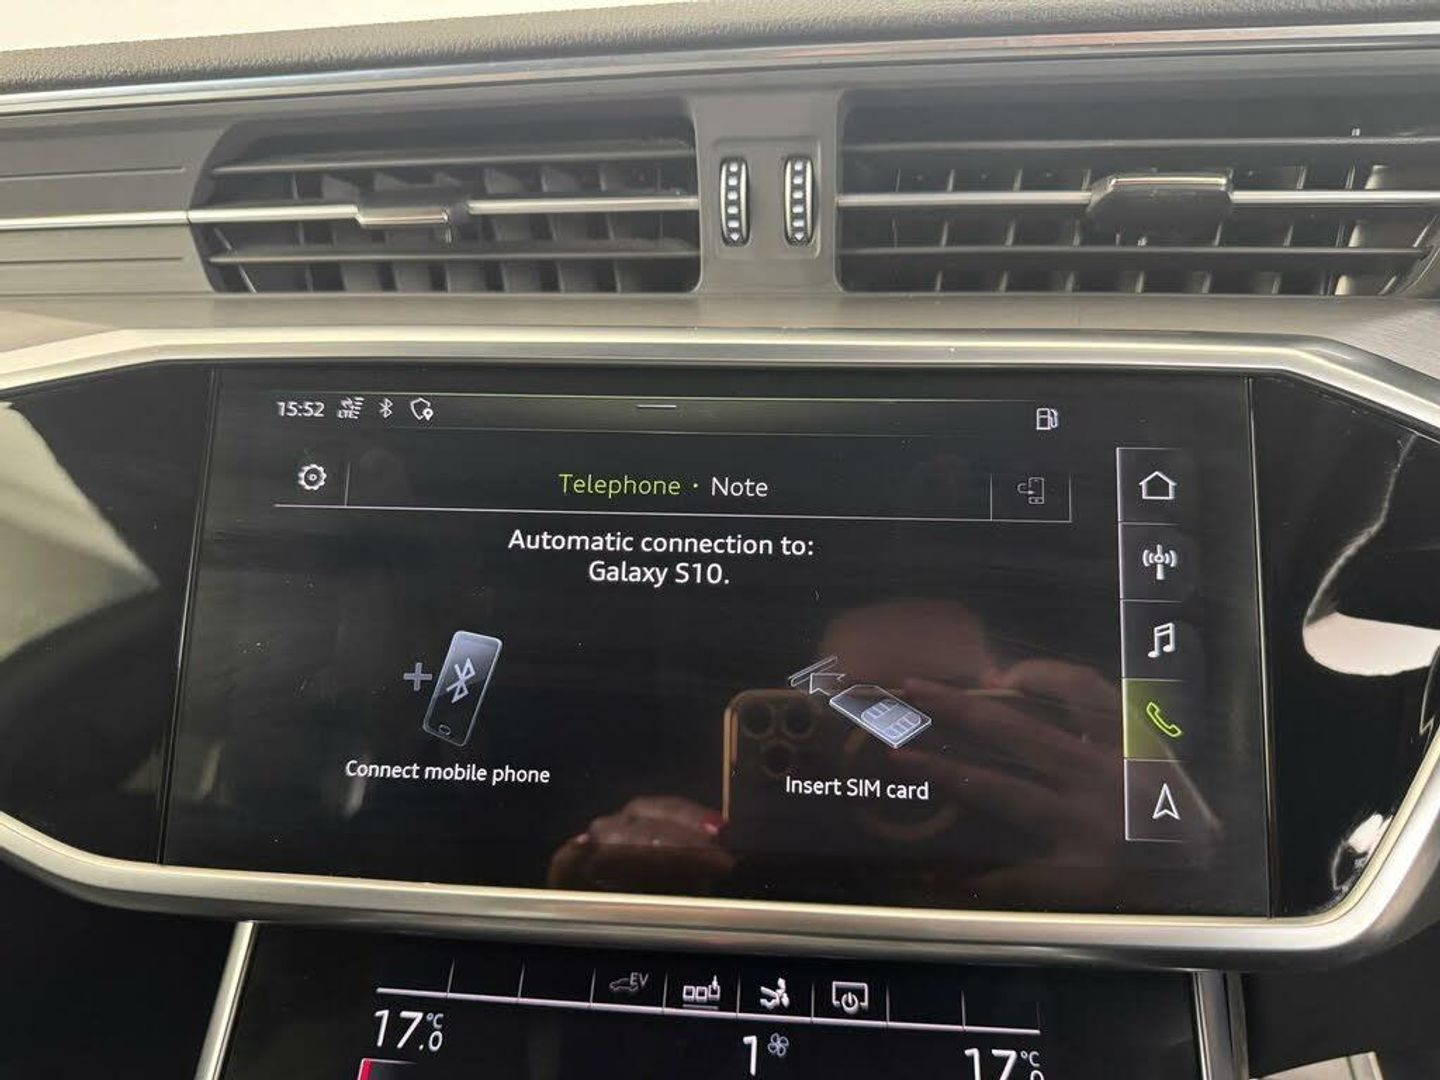 15:52 LTE
Telephone · Note
Automatic connection to:
Galaxy S10.
Connect mobile phone
Insert SIM card
EV
17.0 °C
1
17 °C